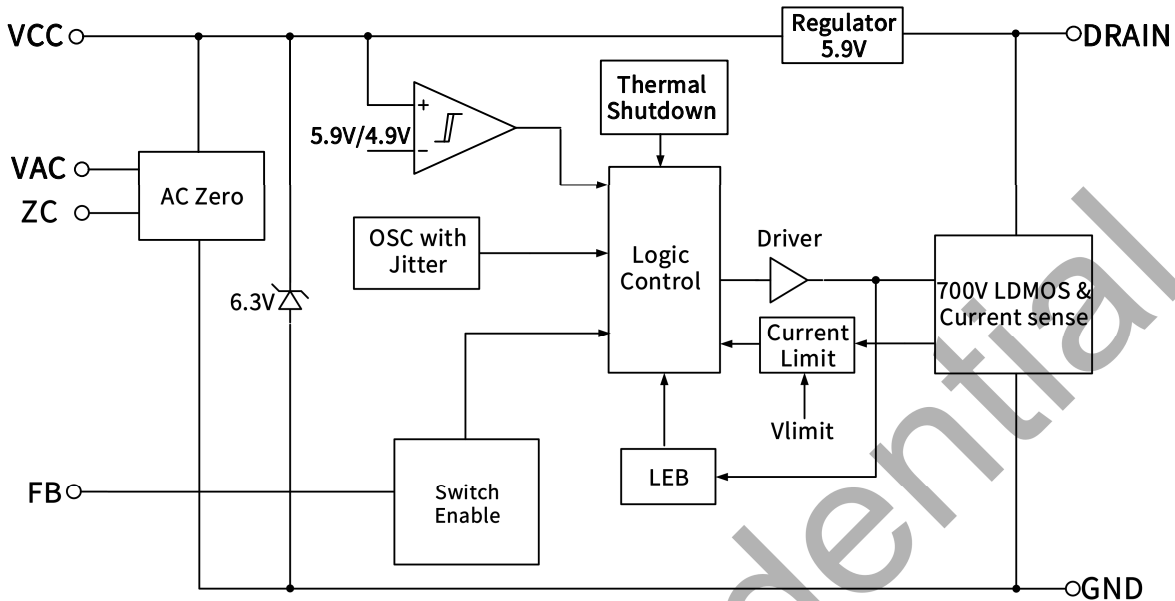 VCC
Regulator
5.9V
DRAIN
Thermal
Shutdown
+
5.9V/4.9V
−
VAC
ZC
AC Zero
OSC with
Jitter
Logic
Control
Driver
700V LDMOS &
Current sense
6.3V
Current
Limit
Vlimit
FB
Switch
Enable
LEB
GND
dential